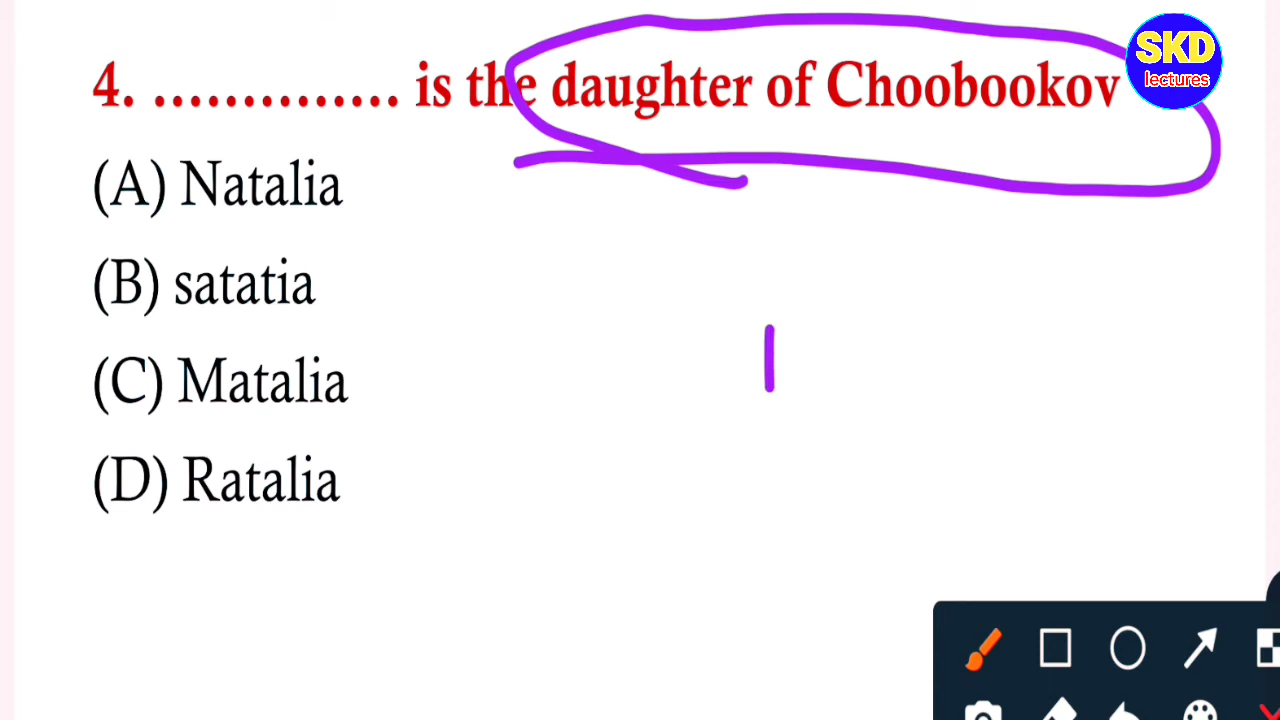 SKD
lectures
4. .............. is the daughter of Choobookov
(A) Natalia
(B) satatia
(C) Matalia
(D) Ratalia